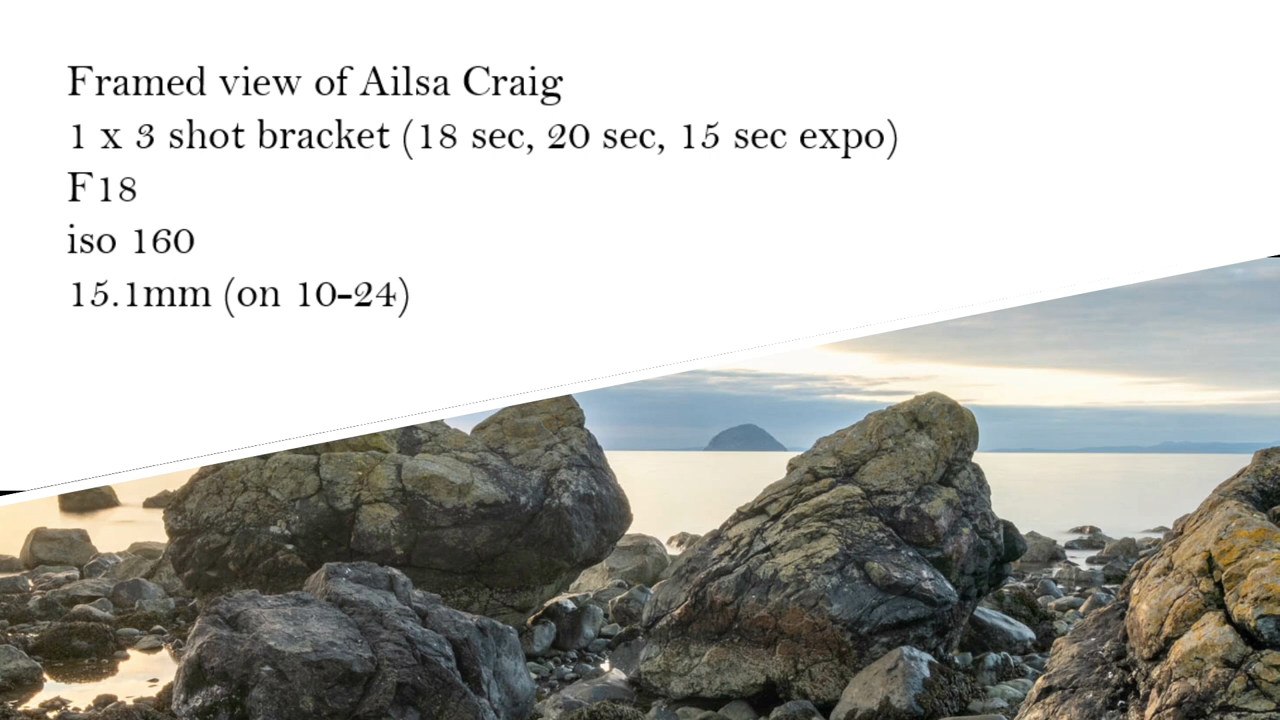 Framed view of Ailsa Craig
1 x 3 shot bracket (18 sec, 20 sec, 15 sec expo)
F18
iso 160
15.1mm (on 10-24)